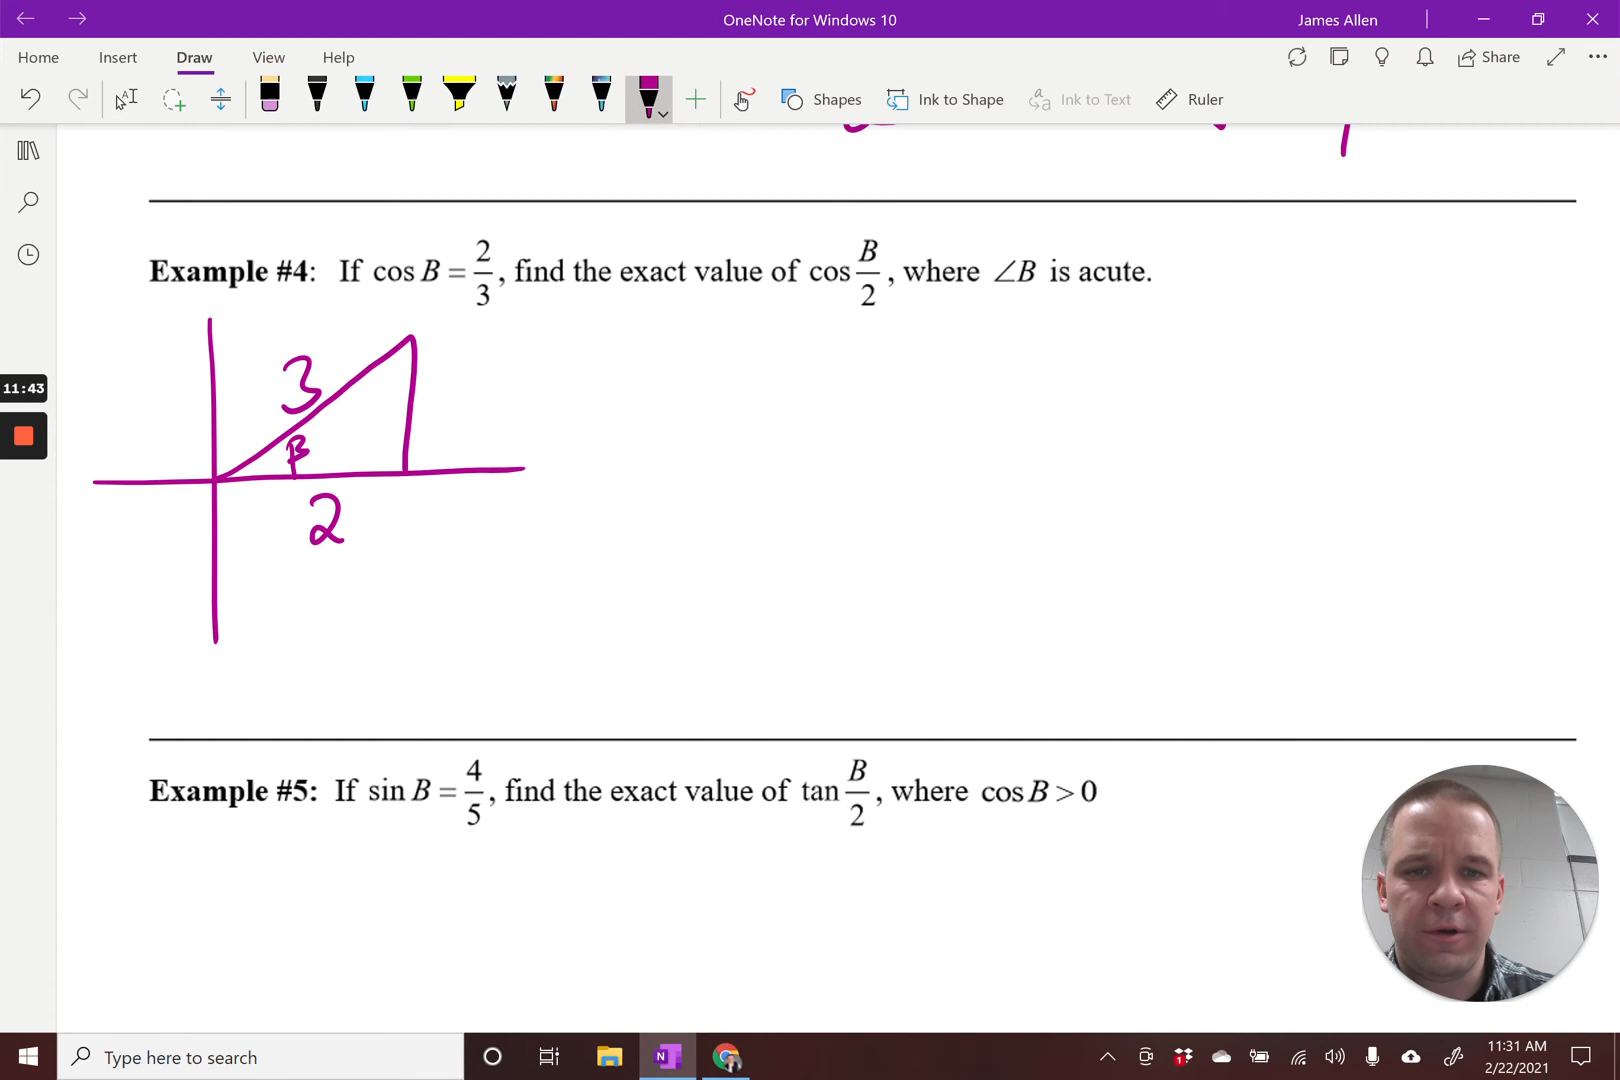 OneNote for Windows 10
James Allen
Home Insert Draw View Help
Share
Shapes Ink to Shape Ink to Text Ruler
Example #4: If cos B = 2/3, find the exact value of cos B/2, where ∠B is acute.
11:43
3
B
2
Example #5: If sin B = 4/5, find the exact value of tan B/2, where cos B > 0
Type here to search
11:31 AM
2/22/2021